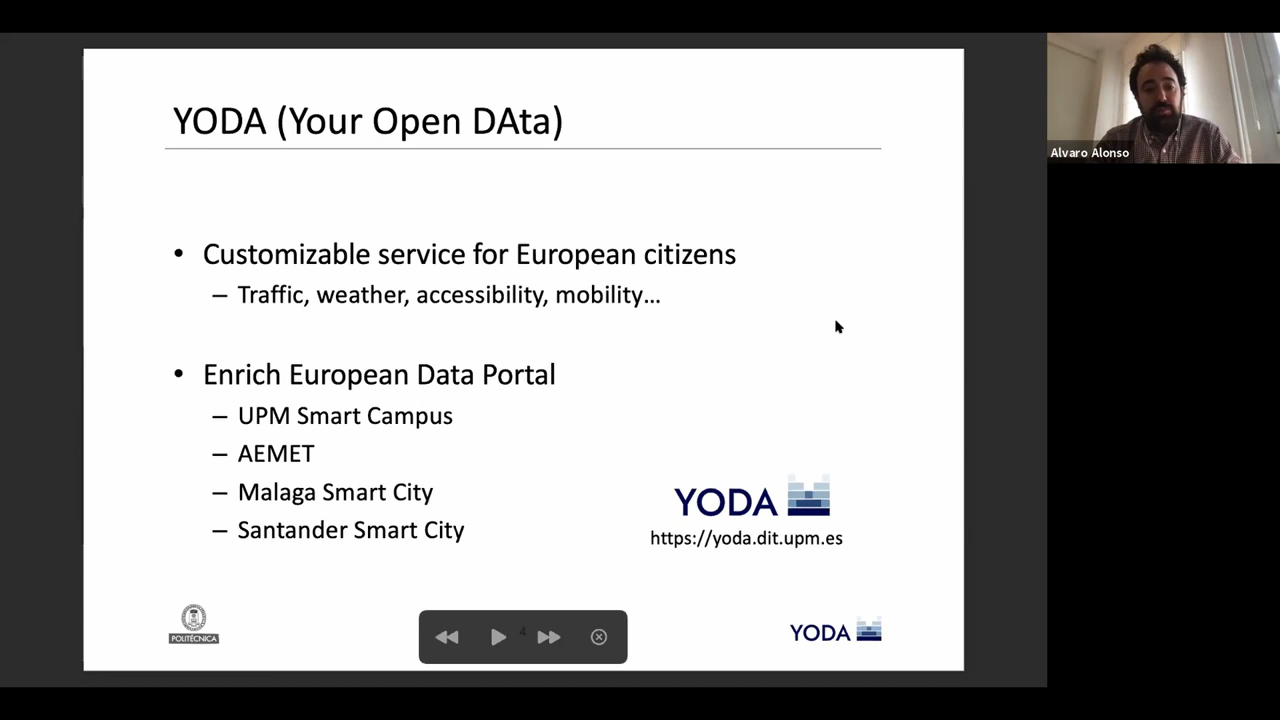 YODA (Your Open DAta)
• Customizable service for European citizens
– Traffic, weather, accessibility, mobility...
• Enrich European Data Portal
– UPM Smart Campus
– AEMET
– Malaga Smart City
– Santander Smart City
YODA
https://yoda.dit.upm.es
POLITÉCNICA
4
YODA
Alvaro Alonso